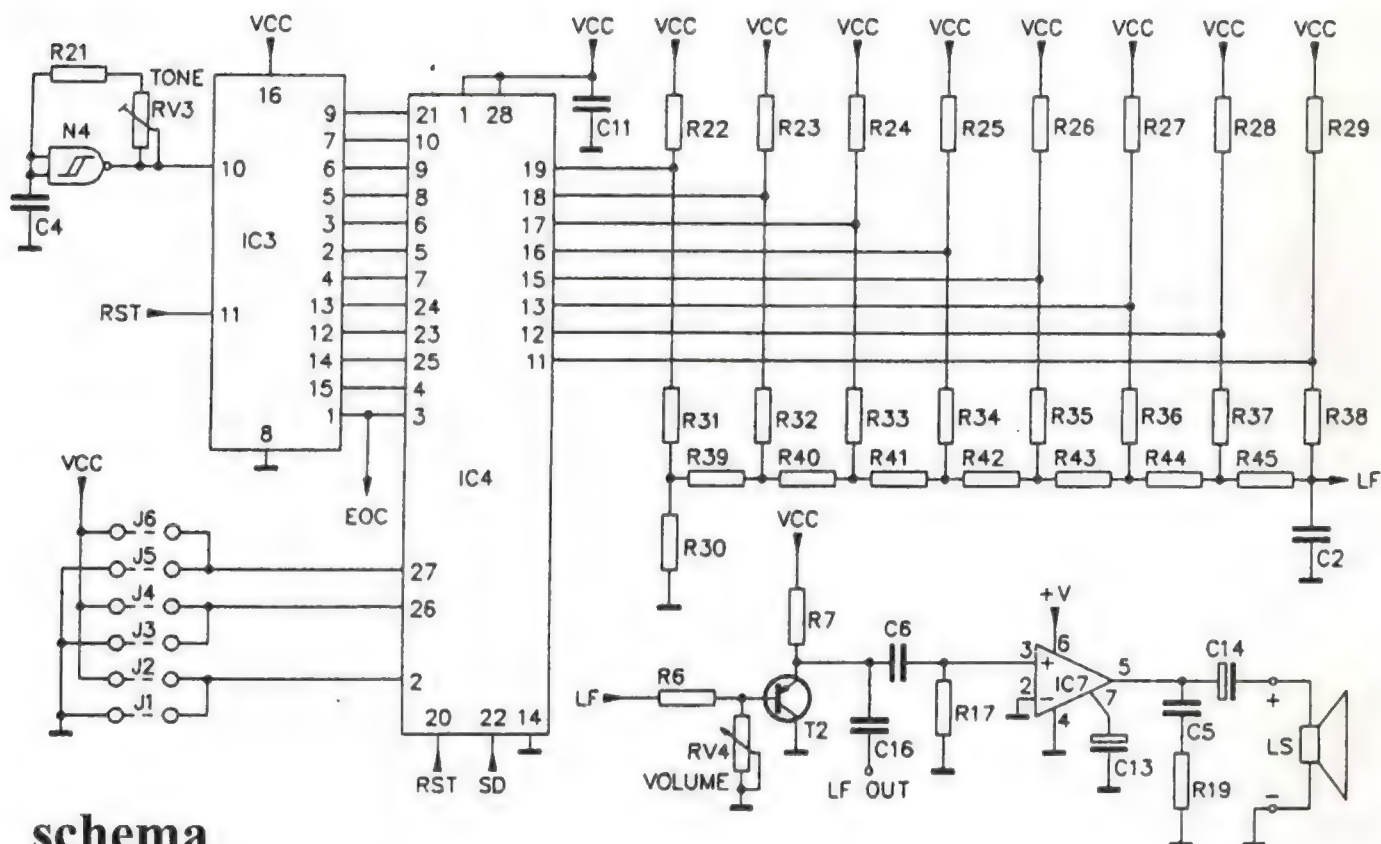 VCC VCC VCC VCC VCC VCC VCC VCC VCC VCC
R21 TONE RV3 N4 C4
16 10 IC3 11 8
RST
9 7 6 5 3 2 4 13 12 14 15 1
EOC
21 10 9 8 6 5 7 24 23 25 4 3
1 28 C11
19 18 17 16 15 13 12 11
IC4
27 26 2
20 22 14
RST SD
R22 R23 R24 R25 R26 R27 R28 R29
R31 R32 R33 R34 R35 R36 R37 R38
R39 R40 R41 R42 R43 R44 R45 LF
R30 C2
VCC
J6
J5
J4
J3
J2
J1
VCC
R7 C6
LF R6 T2
RV4
VOLUME
C16
LF OUT
R17
+V
3 + 6 IC7 5
2 - 7
4
C13
C14 + C5 LS
R19 -
schema